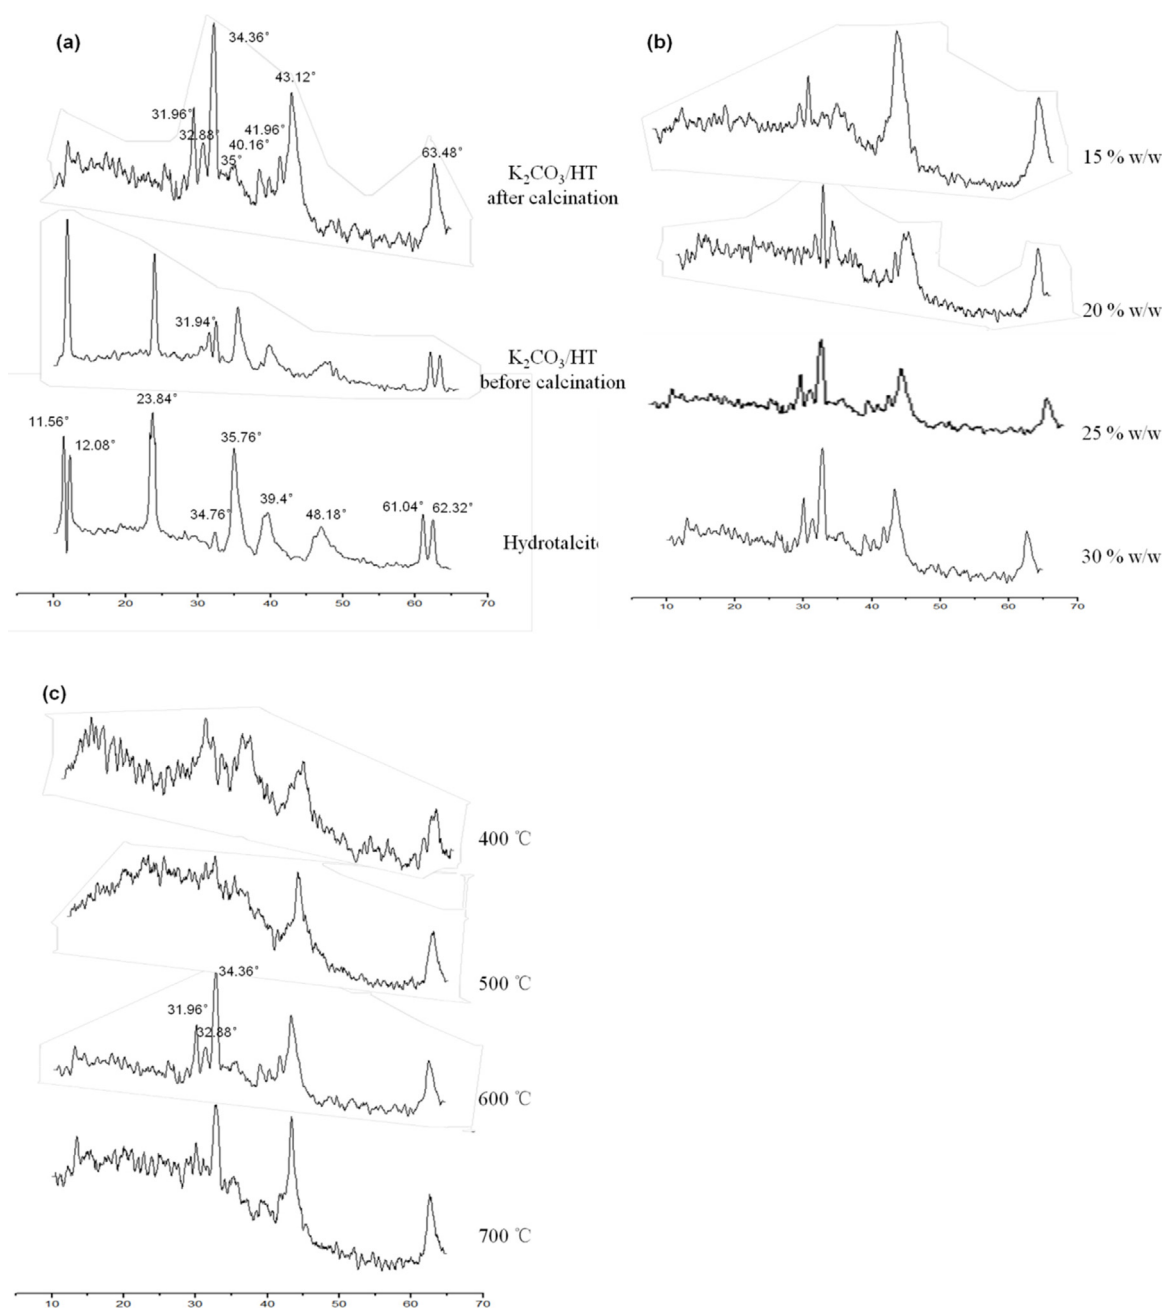 (a)
34.36°
43.12°
31.96°
32.88°
41.96°
40.16°
35°
63.48°
K₂CO₃/HT
after calcination
31.94°
K₂CO₃/HT
before calcination
23.84°
11.56°
12.08°
35.76°
34.76°
39.4°
48.18°
61.04°
62.32°
Hydrotalcite
10 20 30 40 50 60 70
(b)
15 % w/w
20 % w/w
25 % w/w
30 % w/w
10 20 30 40 50 60 70
(c)
400 ℃
500 ℃
34.36°
31.96°
32.88°
600 ℃
700 ℃
10 20 30 40 50 60 70